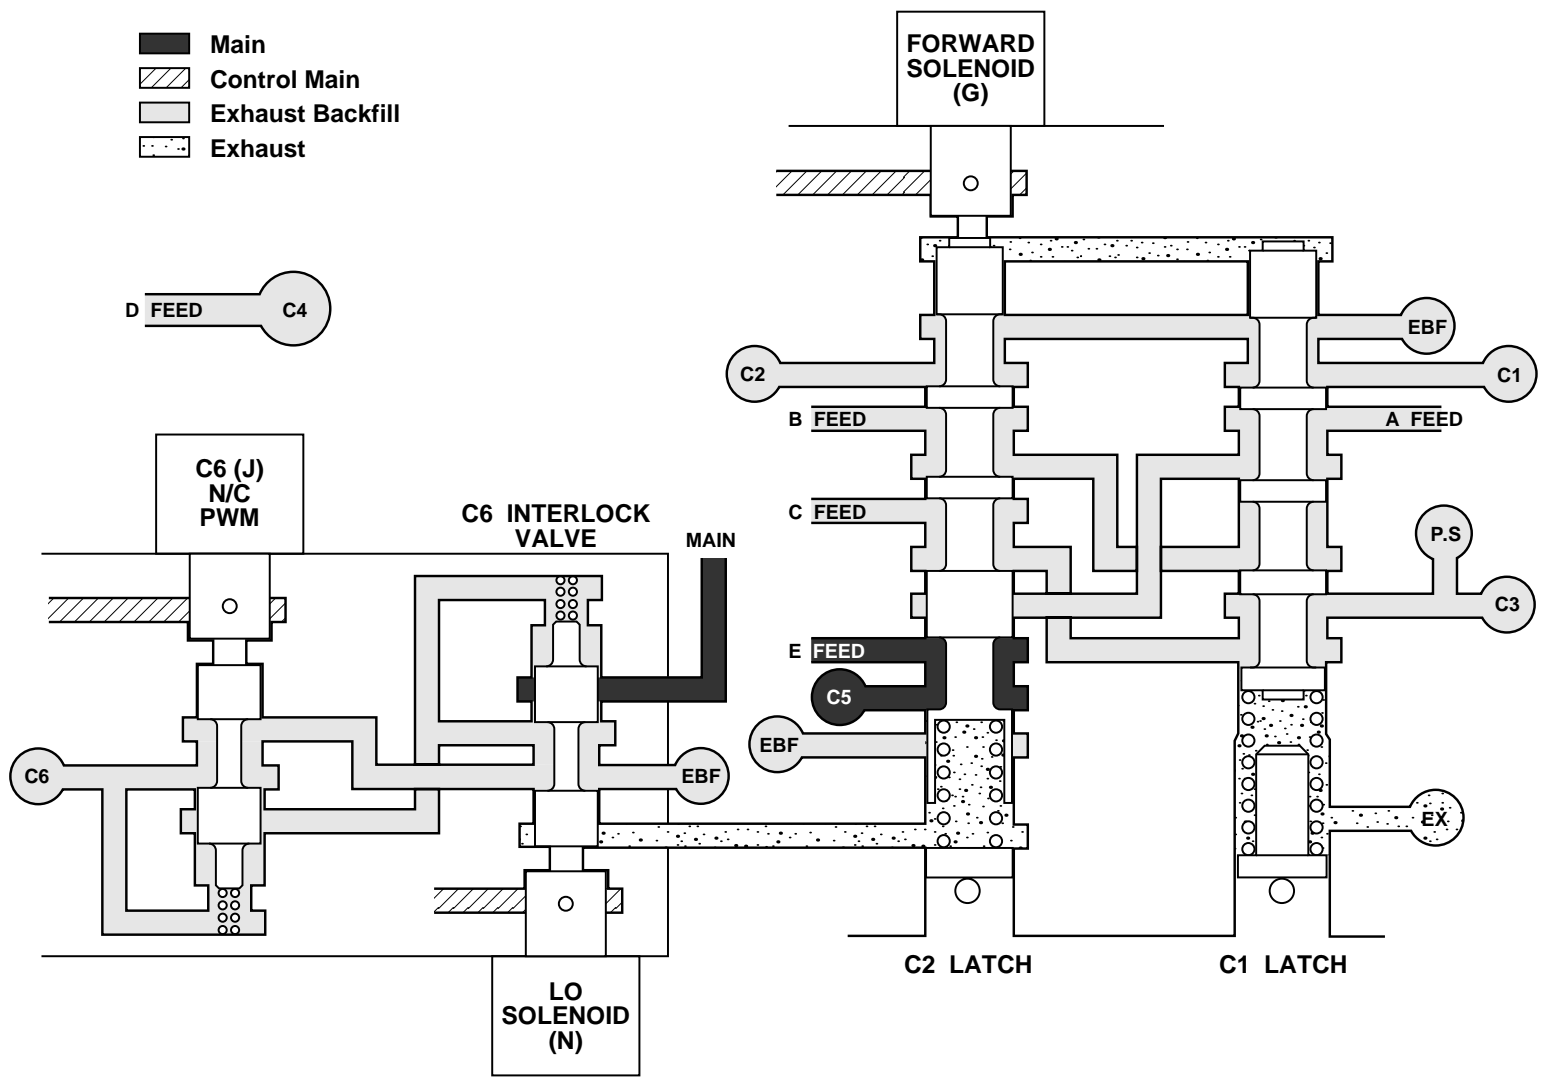 Main
Control Main
Exhaust Backfill
Exhaust
FORWARD
SOLENOID
(G)
D FEED C4
EBF
C2
C1
B FEED
A FEED
C6 (J)
N/C
PWM
C6 INTERLOCK
VALVE
MAIN
C FEED
P.S
C3
E FEED
C5
EBF
C6
EBF
EX
C2 LATCH
C1 LATCH
LO
SOLENOID
(N)